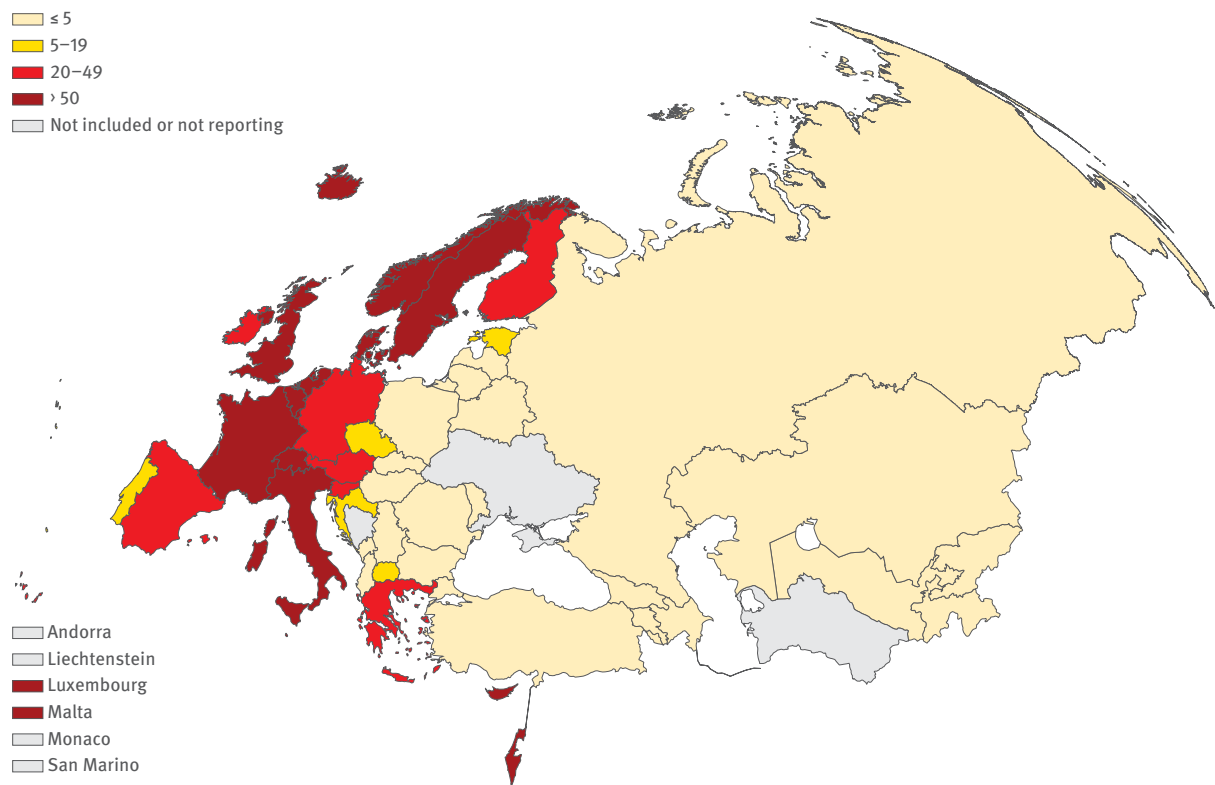 ≤ 5
5–19
20–49
> 50
Not included or not reporting
Andorra
Liechtenstein
Luxembourg
Malta
Monaco
San Marino